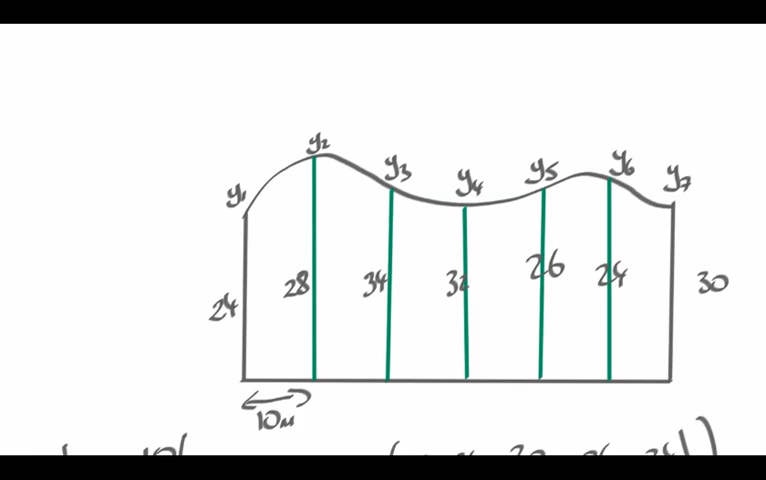 y₁ y₂ y₃ y₄ y₅ y₆ y₇
24 28 34 32 26 24 30
10m